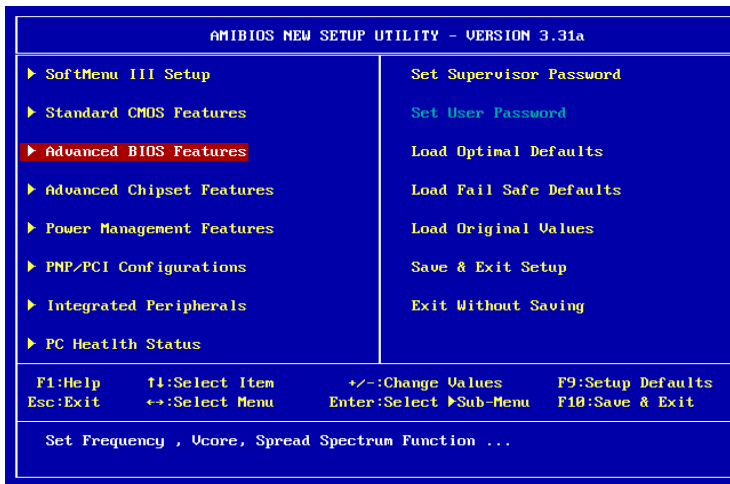 AMIBIOS NEW SETUP UTILITY - VERSION 3.31a
▶ SoftMenu III Setup
▶ Standard CMOS Features
▶ Advanced BIOS Features
▶ Advanced Chipset Features
▶ Power Management Features
▶ PNP/PCI Configurations
▶ Integrated Peripherals
▶ PC Heatlth Status
Set Supervisor Password
Set User Password
Load Optimal Defaults
Load Fail Safe Defaults
Load Original Values
Save & Exit Setup
Exit Without Saving
F1:Help ↑↓:Select Item +/-:Change Values F9:Setup Defaults
Esc:Exit ↔:Select Menu Enter:Select ▶Sub-Menu F10:Save & Exit
Set Frequency , Vcore, Spread Spectrum Function ...